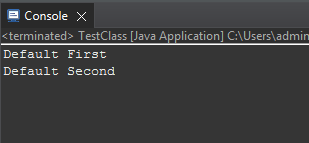 Console
<terminated> TestClass [Java Application] C:\Users\admin
Default First
Default Second